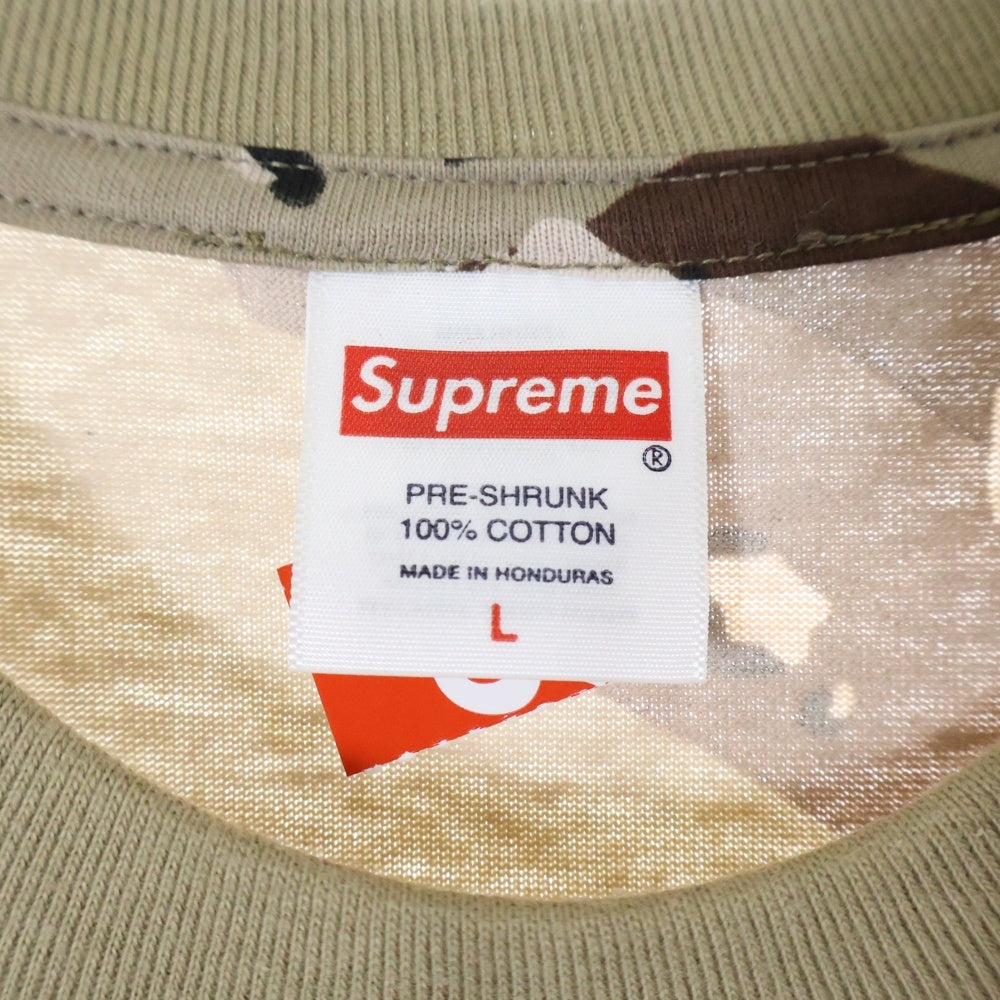 Supreme
®
PRE-SHRUNK
100% COTTON
MADE IN HONDURAS
L